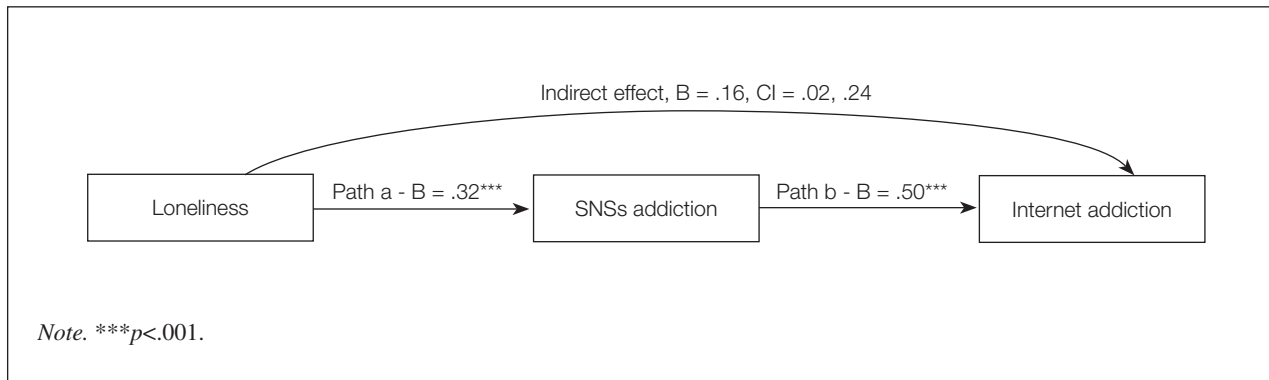 Indirect effect, B = .16, CI = .02, .24
Loneliness
Path a - B = .32***
SNSs addiction
Path b - B = .50***
Internet addiction
Note. ***p<.001.